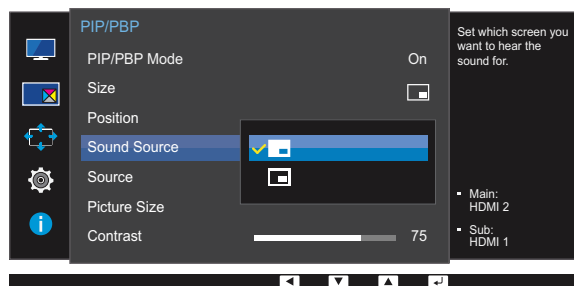 PIP/PBP
PIP/PBP Mode On
Size
Position
Sound Source
Source
Picture Size
Contrast 75
Set which screen you
want to hear the
sound for.
Main:
HDMI 2
Sub:
HDMI 1